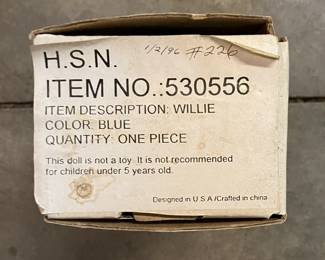 1/2/96 #226
H.S.N.
ITEM NO.:530556
ITEM DESCRIPTION: WILLIE
COLOR: BLUE
QUANTITY: ONE PIECE
This doll is not a toy. It is not recommended
for children under 5 years old.
Designed in U.S.A./Crafted in china